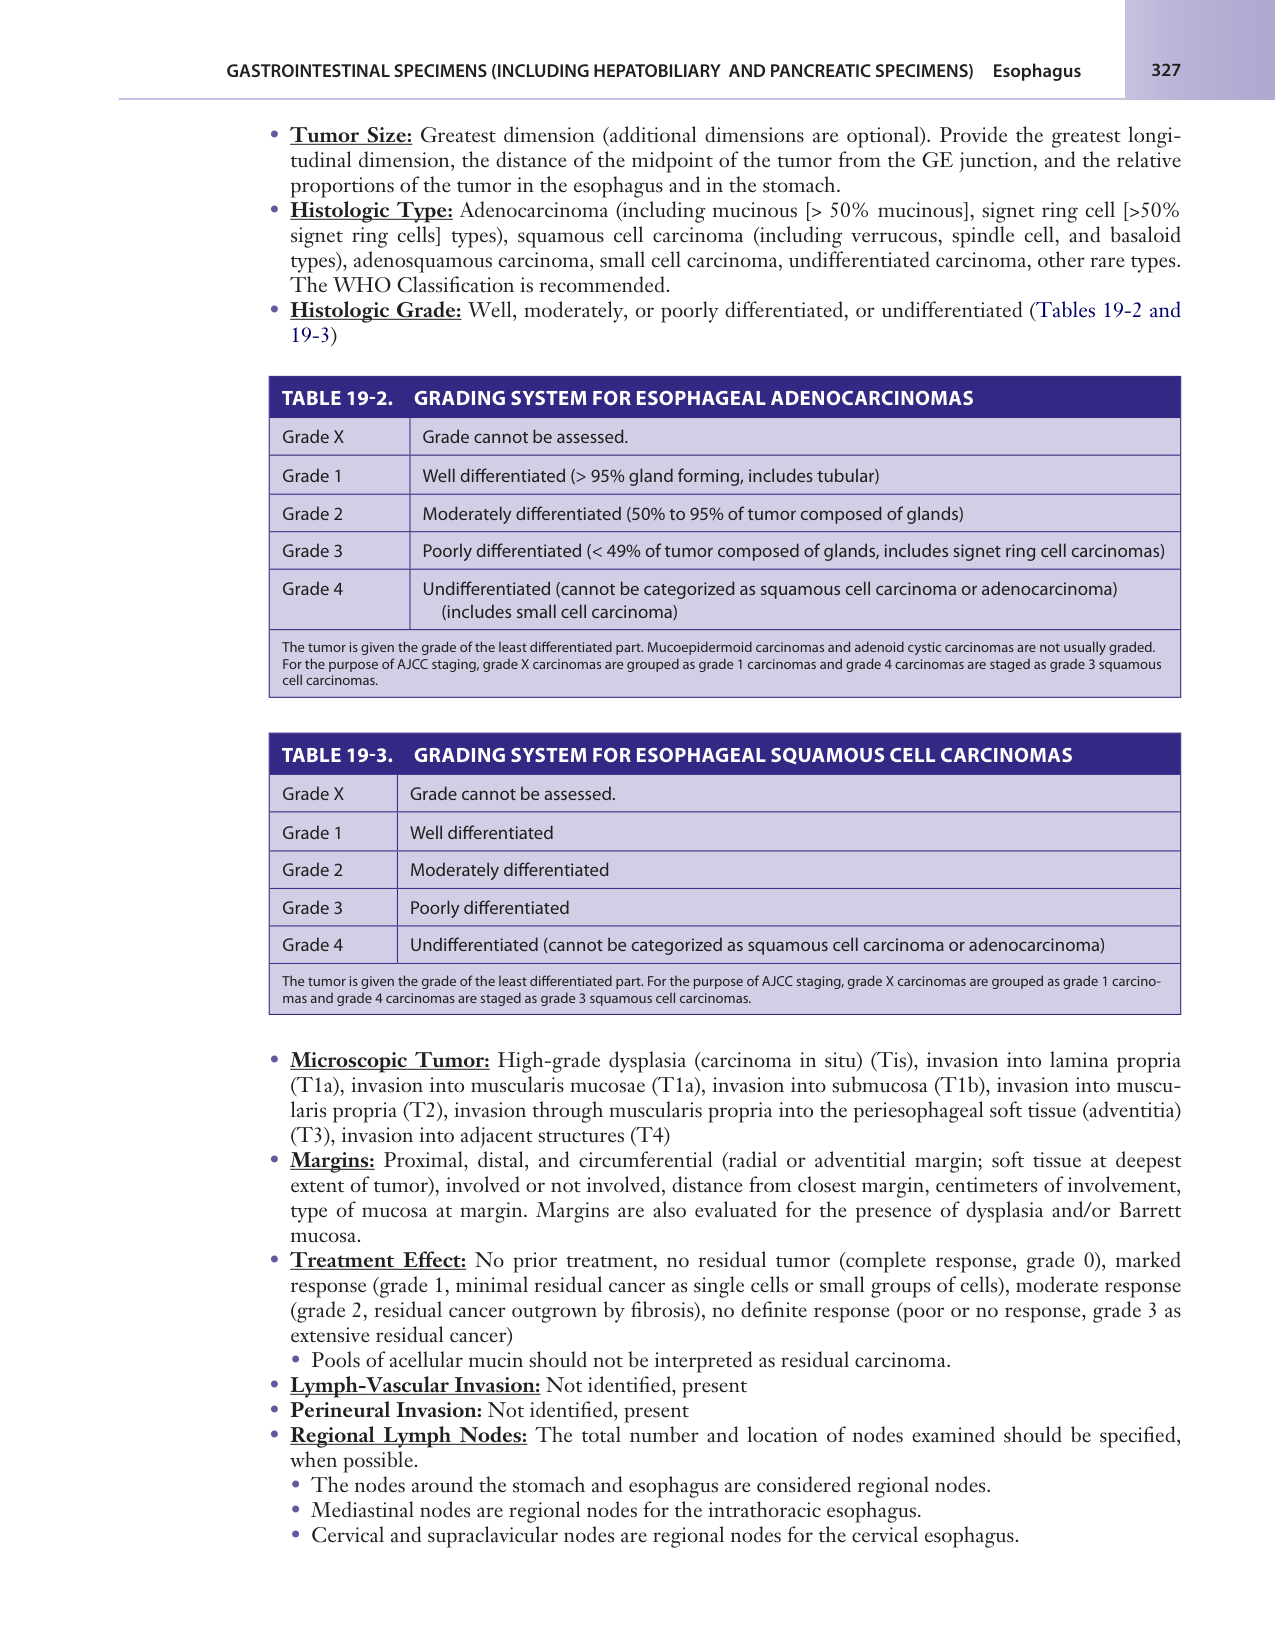 GASTROINTESTINAL SPECIMENS (INCLUDING HEPATOBILIARY AND PANCREATIC SPECIMENS) Esophagus 327
• Tumor Size: Greatest dimension (additional dimensions are optional). Provide the greatest longi-
tudinal dimension, the distance of the midpoint of the tumor from the GE junction, and the relative
proportions of the tumor in the esophagus and in the stomach.
• Histologic Type: Adenocarcinoma (including mucinous [> 50% mucinous], signet ring cell [>50%
signet ring cells] types), squamous cell carcinoma (including verrucous, spindle cell, and basaloid
types), adenosquamous carcinoma, small cell carcinoma, undifferentiated carcinoma, other rare types.
The WHO Classification is recommended.
• Histologic Grade: Well, moderately, or poorly differentiated, or undifferentiated (Tables 19-2 and
19-3)
TABLE 19-2. GRADING SYSTEM FOR ESOPHAGEAL ADENOCARCINOMAS
Grade X Grade cannot be assessed.
Grade 1 Well differentiated (> 95% gland forming, includes tubular)
Grade 2 Moderately differentiated (50% to 95% of tumor composed of glands)
Grade 3 Poorly differentiated (< 49% of tumor composed of glands, includes signet ring cell carcinomas)
Grade 4 Undifferentiated (cannot be categorized as squamous cell carcinoma or adenocarcinoma)
(includes small cell carcinoma)
The tumor is given the grade of the least differentiated part. Mucoepidermoid carcinomas and adenoid cystic carcinomas are not usually graded.
For the purpose of AJCC staging, grade X carcinomas are grouped as grade 1 carcinomas and grade 4 carcinomas are staged as grade 3 squamous
cell carcinomas.
TABLE 19-3. GRADING SYSTEM FOR ESOPHAGEAL SQUAMOUS CELL CARCINOMAS
Grade X Grade cannot be assessed.
Grade 1 Well differentiated
Grade 2 Moderately differentiated
Grade 3 Poorly differentiated
Grade 4 Undifferentiated (cannot be categorized as squamous cell carcinoma or adenocarcinoma)
The tumor is given the grade of the least differentiated part. For the purpose of AJCC staging, grade X carcinomas are grouped as grade 1 carcino-
mas and grade 4 carcinomas are staged as grade 3 squamous cell carcinomas.
• Microscopic Tumor: High-grade dysplasia (carcinoma in situ) (Tis), invasion into lamina propria
(T1a), invasion into muscularis mucosae (T1a), invasion into submucosa (T1b), invasion into muscu-
laris propria (T2), invasion through muscularis propria into the periesophageal soft tissue (adventitia)
(T3), invasion into adjacent structures (T4)
• Margins: Proximal, distal, and circumferential (radial or adventitial margin; soft tissue at deepest
extent of tumor), involved or not involved, distance from closest margin, centimeters of involvement,
type of mucosa at margin. Margins are also evaluated for the presence of dysplasia and/or Barrett
mucosa.
• Treatment Effect: No prior treatment, no residual tumor (complete response, grade 0), marked
response (grade 1, minimal residual cancer as single cells or small groups of cells), moderate response
(grade 2, residual cancer outgrown by fibrosis), no definite response (poor or no response, grade 3 as
extensive residual cancer)
• Pools of acellular mucin should not be interpreted as residual carcinoma.
• Lymph-Vascular Invasion: Not identified, present
• Perineural Invasion: Not identified, present
• Regional Lymph Nodes: The total number and location of nodes examined should be specified,
when possible.
• The nodes around the stomach and esophagus are considered regional nodes.
• Mediastinal nodes are regional nodes for the intrathoracic esophagus.
• Cervical and supraclavicular nodes are regional nodes for the cervical esophagus.